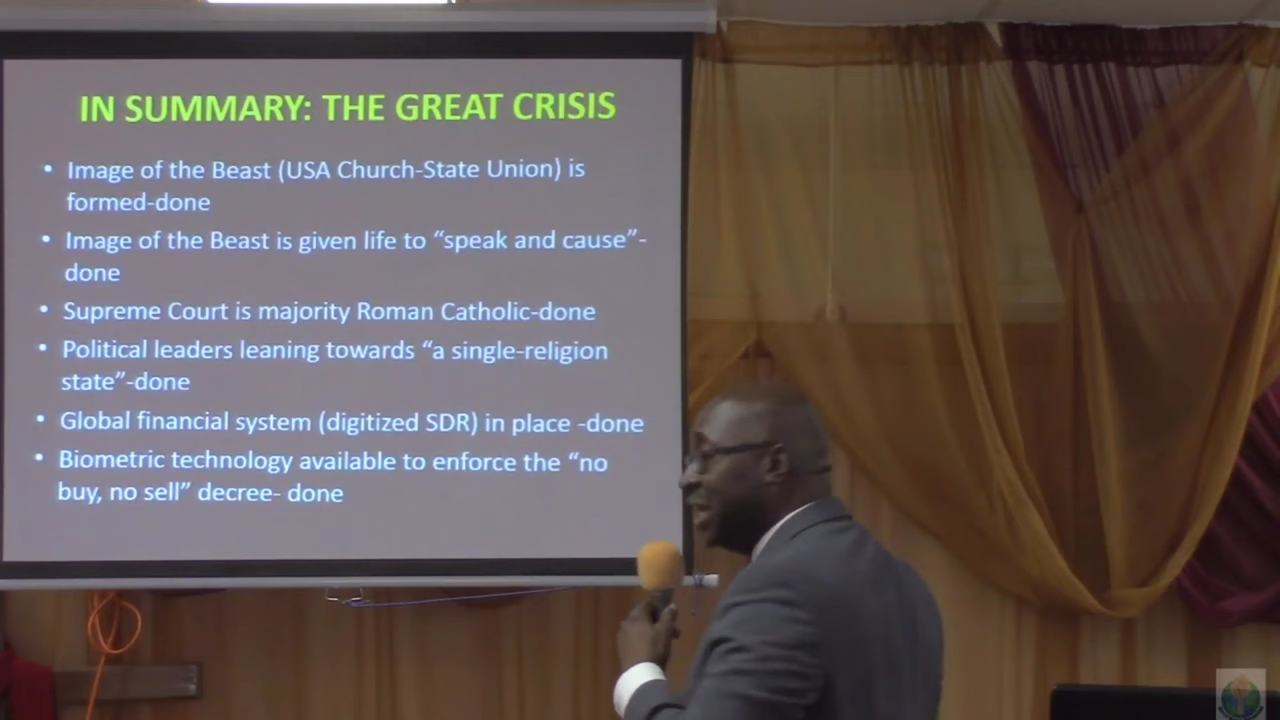 IN SUMMARY: THE GREAT CRISIS
• Image of the Beast (USA Church-State Union) is
formed-done
• Image of the Beast is given life to “speak and cause”-
done
• Supreme Court is majority Roman Catholic-done
• Political leaders leaning towards “a single-religion
state”-done
• Global financial system (digitized SDR) in place -done
• Biometric technology available to enforce the “no
buy, no sell” decree- done